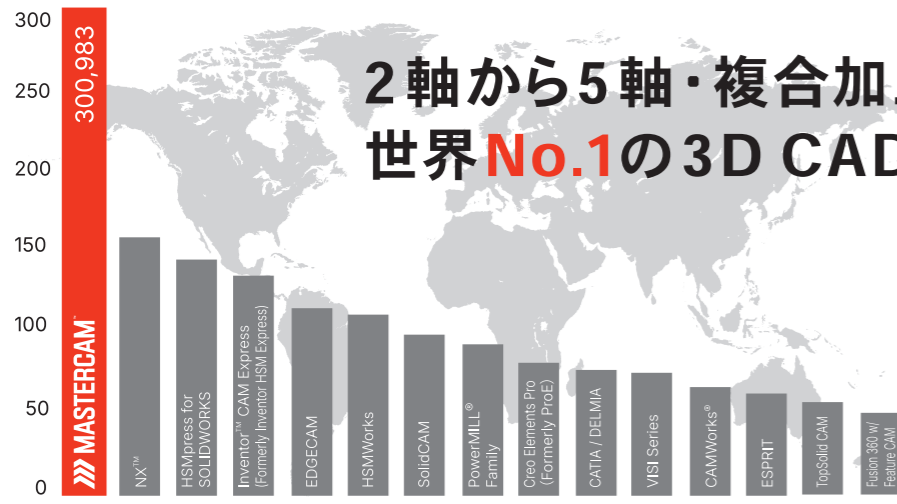 300
250
200
150
100
50
0
300,983
MASTERCAM™
2軸から5軸・複合加
世界No.1の3D CAD
NX™
HSMpress for
SOLIDWORKS
Inventor™ CAM Express
(Formerly Inventor HSM Express)
EDGECAM
HSMWorks
SolidCAM
PowerMILL®
Family
Creo Elements Pro
(Formerly ProE)
CATIA / DELMIA
VISI Series
CAMWorks®
ESPRIT
TopSolid CAM
Fusion 360 w/
Feature CAM